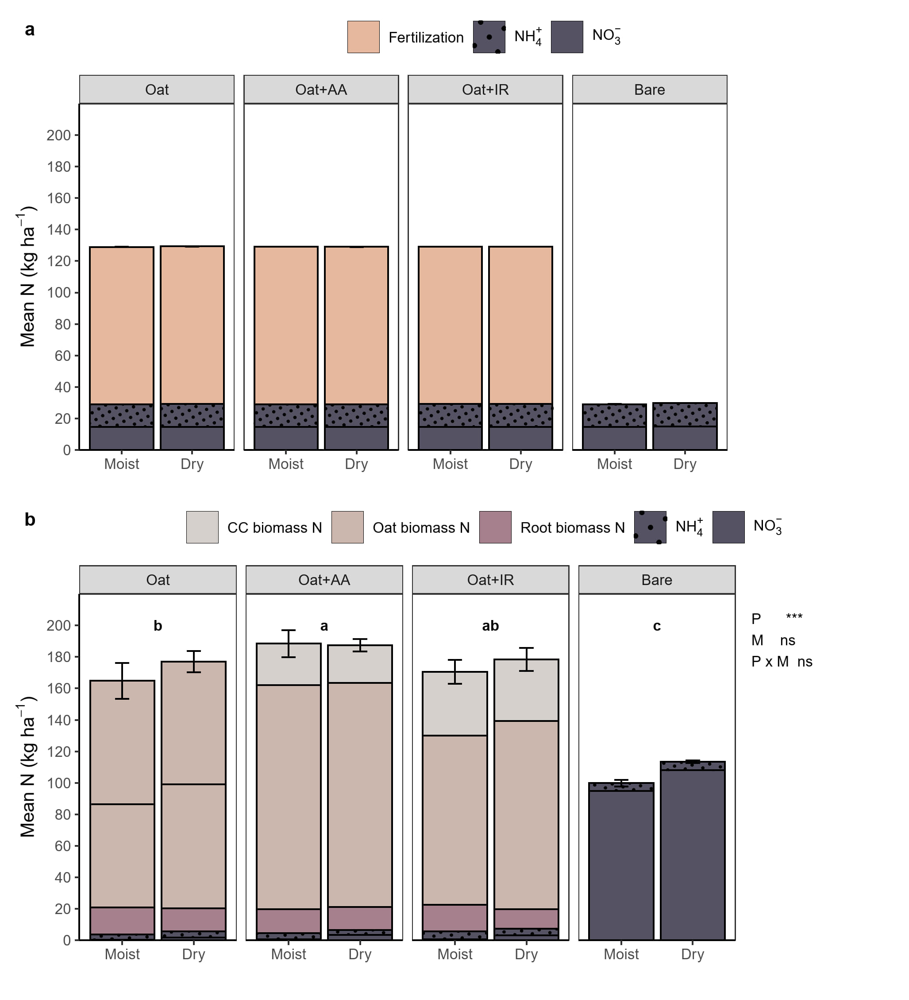 a
Fertilization NH₄⁺ NO₃⁻
Oat Oat+AA Oat+IR Bare
Mean N (kg ha⁻¹)
200
180
160
140
120
100
80
60
40
20
0
Moist Dry Moist Dry Moist Dry Moist Dry
b
CC biomass N Oat biomass N Root biomass N NH₄⁺ NO₃⁻
Oat Oat+AA Oat+IR Bare
b a ab c
P ***
M ns
P x M ns
Mean N (kg ha⁻¹)
200
180
160
140
120
100
80
60
40
20
0
Moist Dry Moist Dry Moist Dry Moist Dry